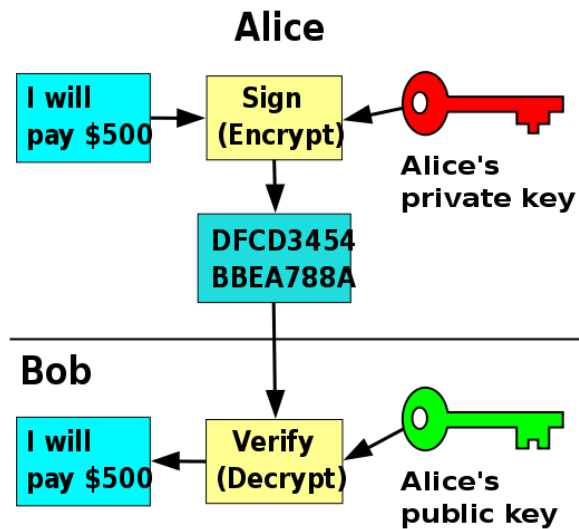 Alice
I will
pay $500
Sign
(Encrypt)
Alice's
private key
DFCD3454
BBEA788A
Bob
I will
pay $500
Verify
(Decrypt)
Alice's
public key